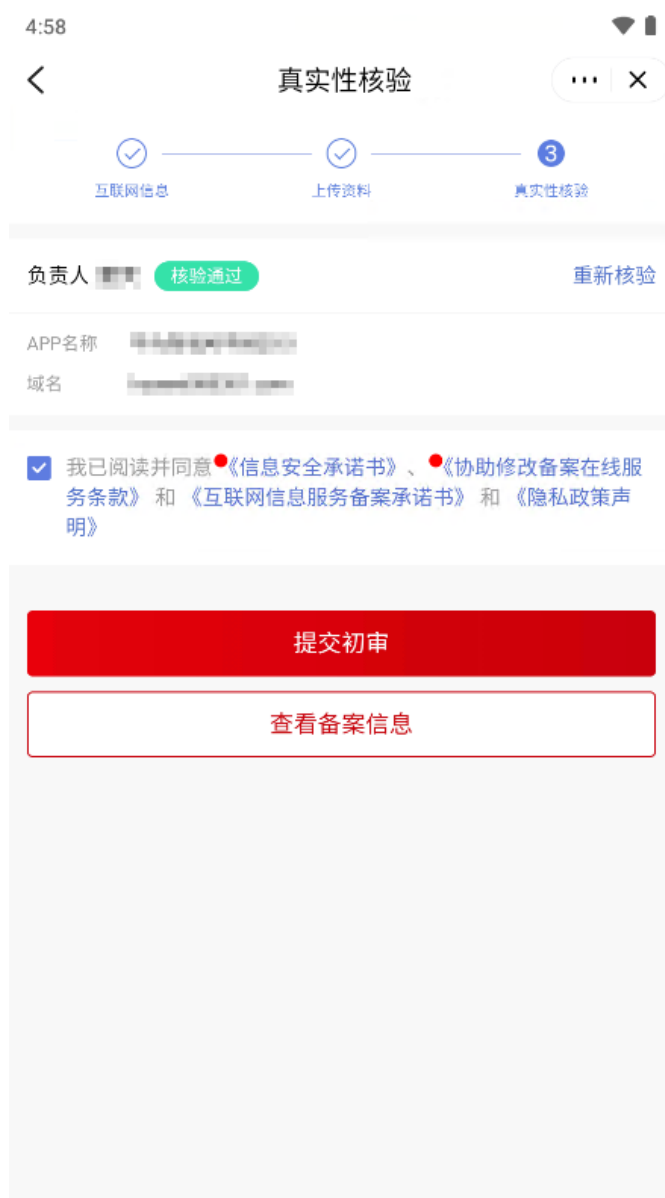 4:58
真实性核验
3
互联网信息 上传资料 真实性核验
负责人 核验通过 重新核验
APP名称
域名
我已阅读并同意《信息安全承诺书》、《协助修改备案在线服
务条款》 和 《互联网信息服务备案承诺书》 和 《隐私政策声
明》
提交初审
查看备案信息